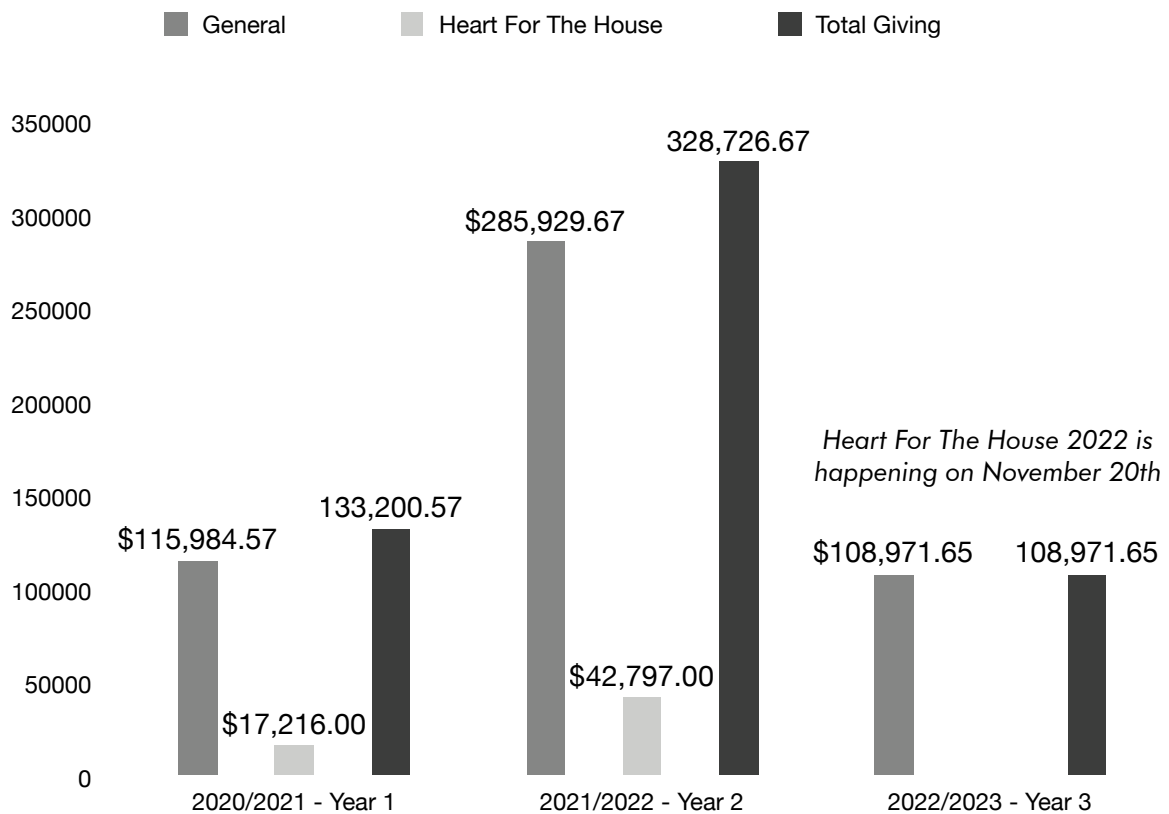 General
Heart For The House
Total Giving
350000
300000
250000
200000
150000
100000
50000
0
$115,984.57
$17,216.00
133,200.57
$285,929.67
$42,797.00
328,726.67
Heart For The House 2022 is
happening on November 20th
$108,971.65
108,971.65
2020/2021 - Year 1
2021/2022 - Year 2
2022/2023 - Year 3